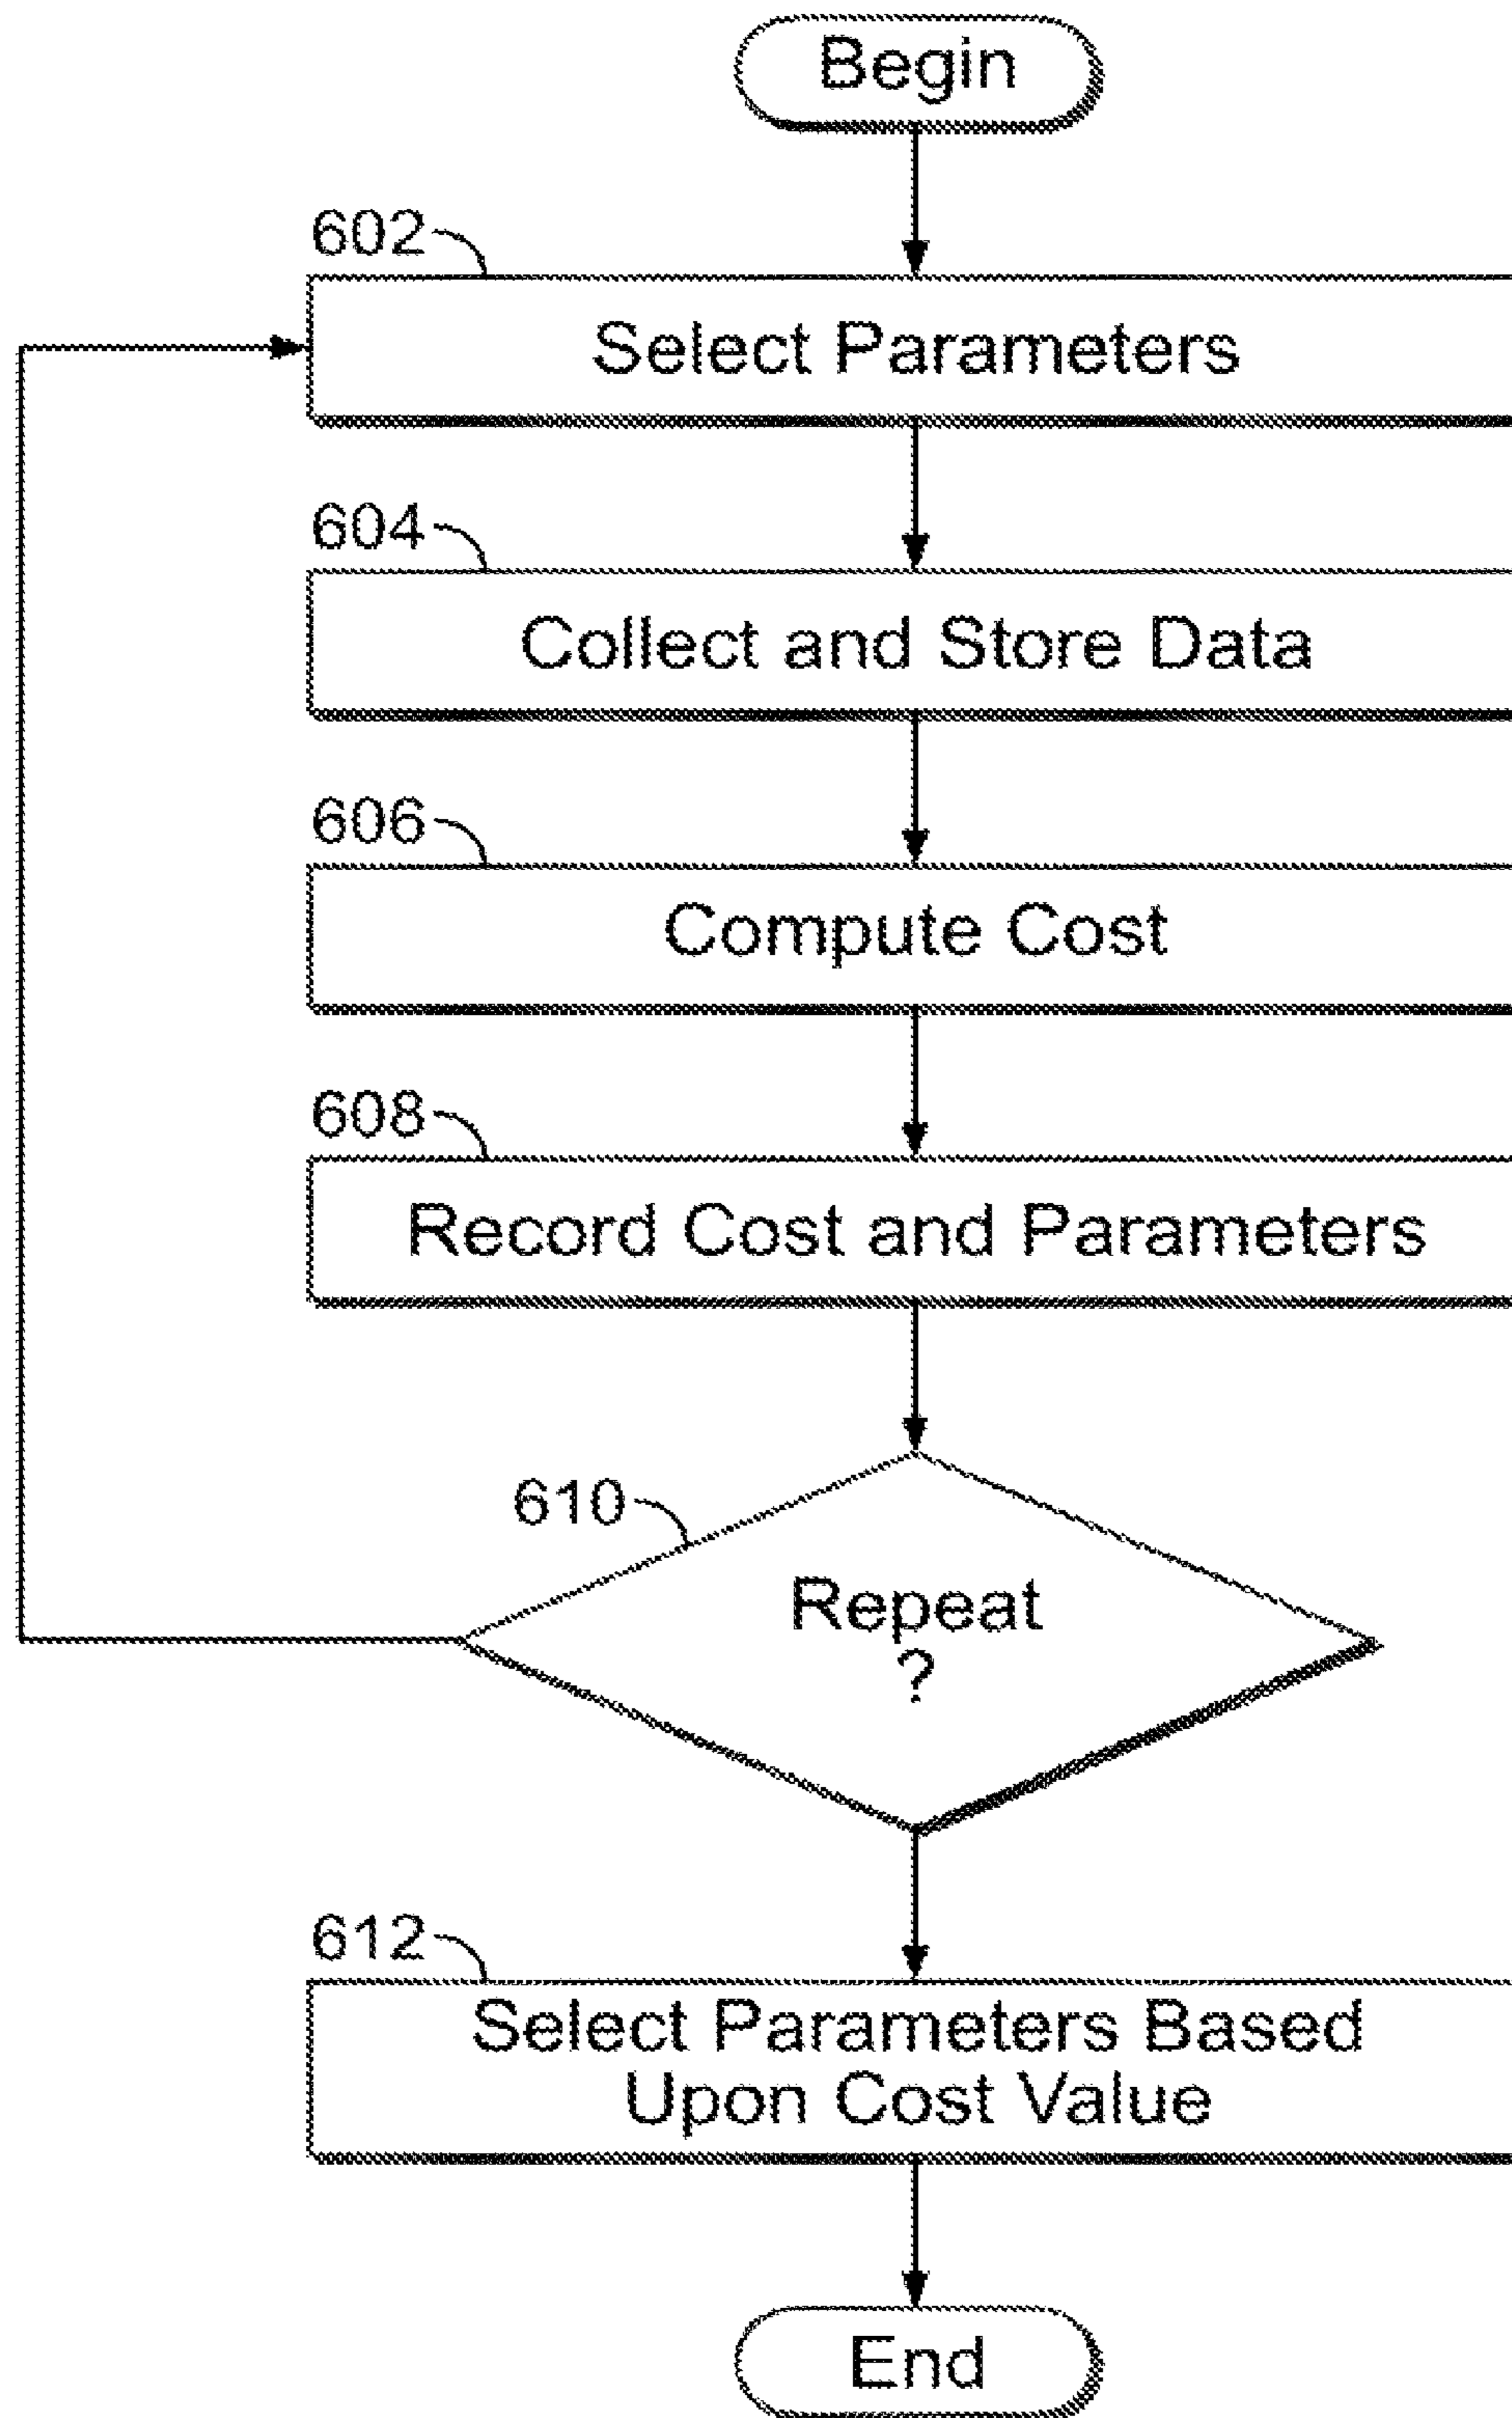 Begin
602
Select Parameters
604
Collect and Store Data
606
Compute Cost
608
Record Cost and Parameters
610
Repeat
?
612
Select Parameters Based
Upon Cost Value
End